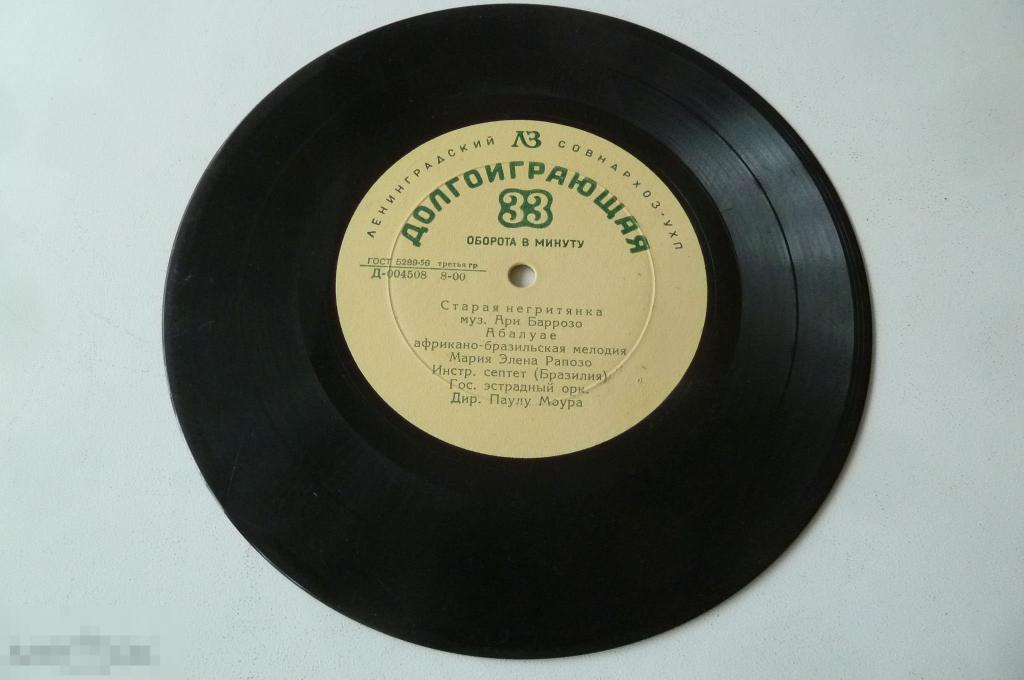 ЛЕНИНГРАДСКИЙ ЛЗ СОВНАРХОЗ·УХП
ДОЛГОИГРАЮЩАЯ
33
ОБОРОТА В МИНУТУ
ГОСТ 5289-56 третья гр
Д-004508 8-00
Старая негритянка
муз. Ари Баррозо
Абалуае
африкано-бразильская мелодия
Мария Элена Рапозо
Инстр. септет (Бразилия)
Гос. эстрадный орк.
Дир. Паулу Моура